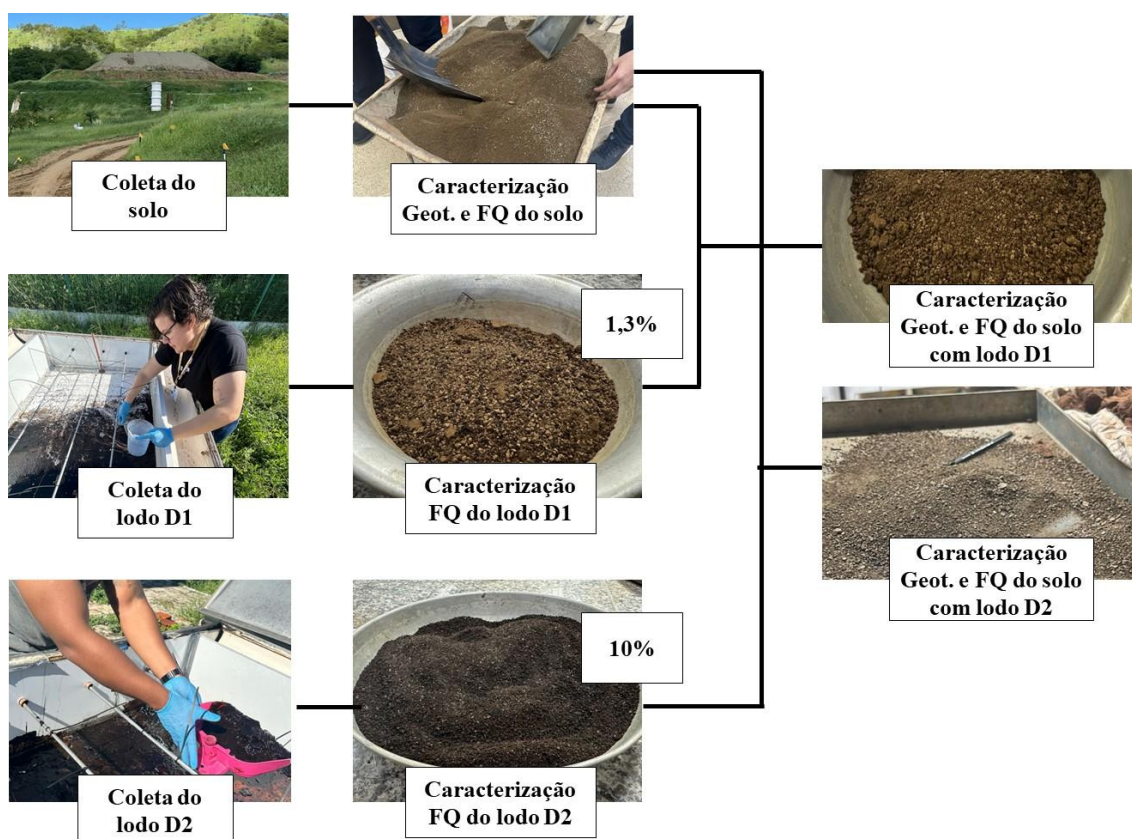 Coleta do
solo
Caracterização
Geot. e FQ do solo
Coleta do
lodo D1
1,3%
Caracterização
FQ do lodo D1
Caracterização
Geot. e FQ do solo
com lodo D1
Coleta do
lodo D2
10%
Caracterização
FQ do lodo D2
Caracterização
Geot. e FQ do solo
com lodo D2